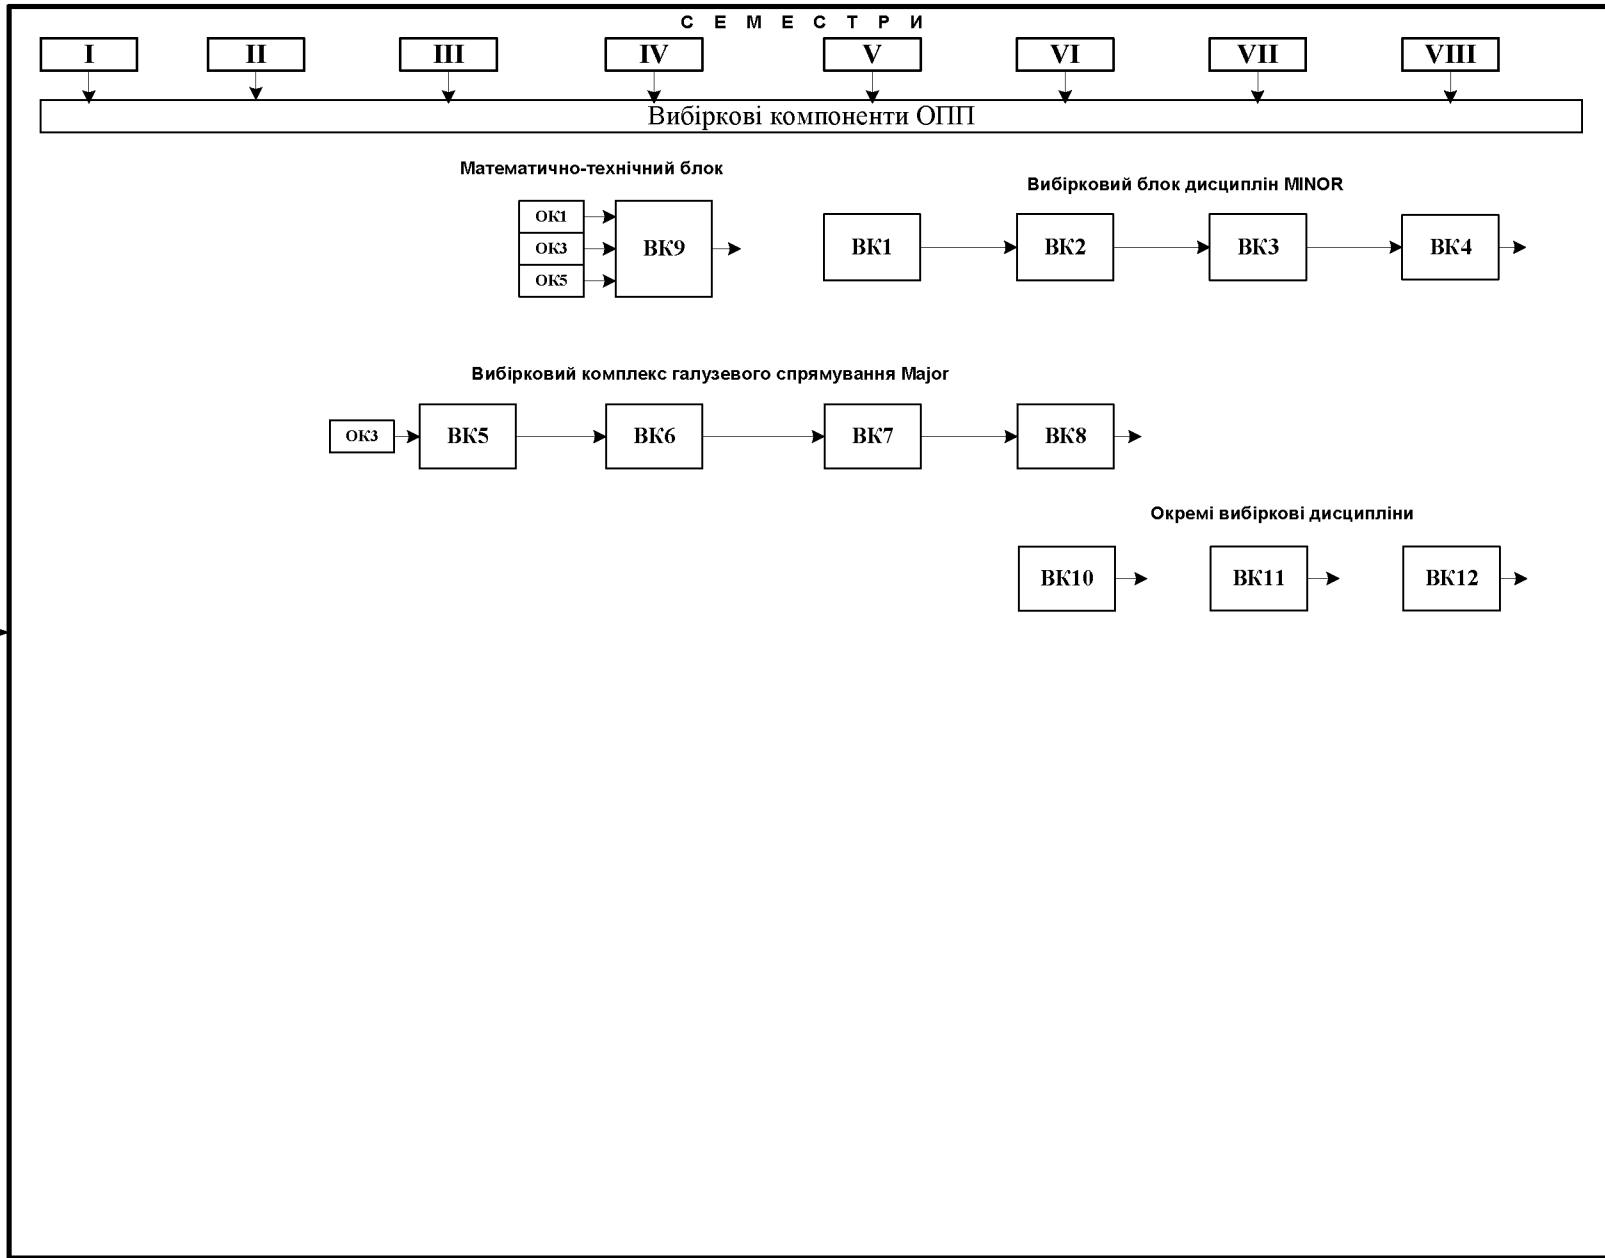 С Е М Е С Т Р И
I II III IV V VI VII VIII
Вибіркові компоненти ОПП
Математично-технічний блок
Вибірковий блок дисциплін MINOR
ОК1
ОК3
ОК5
ВК9
ВК1 ВК2 ВК3 ВК4
Вибірковий комплекс галузевого спрямування Major
ОК3 ВК5 ВК6 ВК7 ВК8
Окремі вибіркові дисципліни
ВК10 ВК11 ВК12